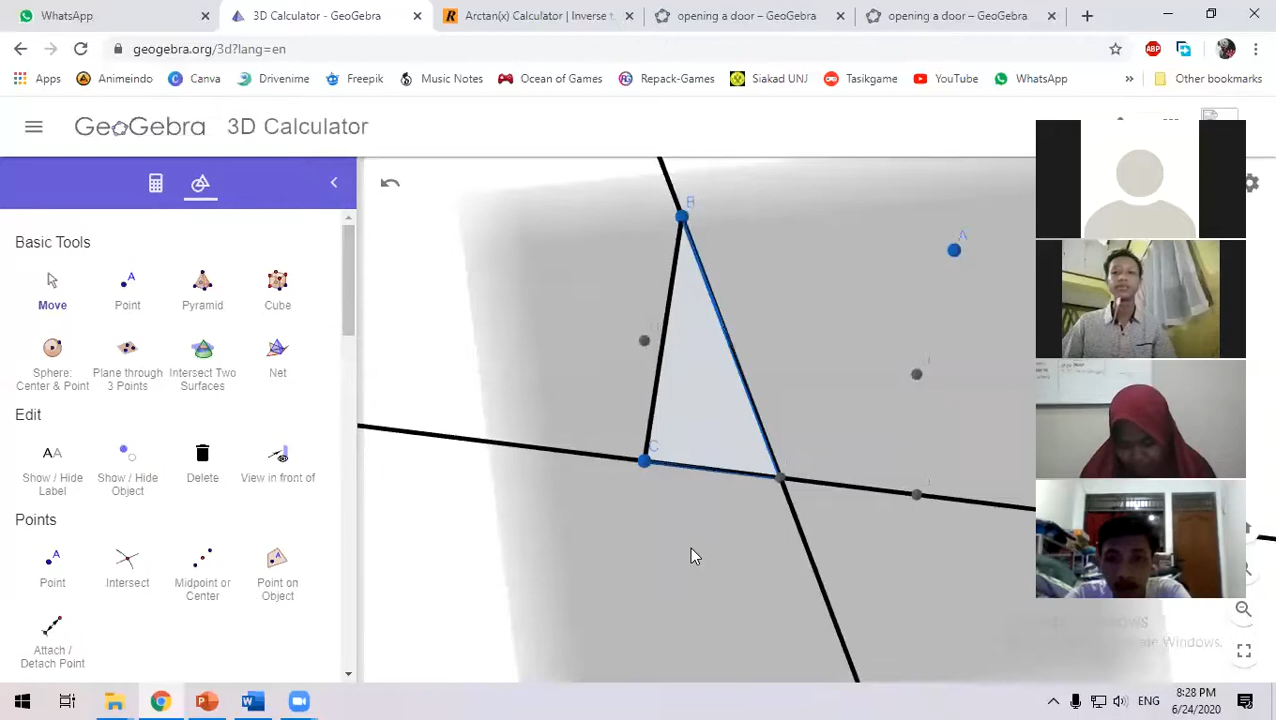 WhatsApp
3D Calculator - GeoGebra
Arctan(x) Calculator | Inverse t
opening a door – GeoGebra
opening a door – GeoGebra
geogebra.org/3d?lang=en
ABP
Apps
Animeindo
Canva
Drivenime
Freepik
Music Notes
Ocean of Games
Repack-Games
Siakad UNJ
Tasikgame
YouTube
WhatsApp
Other bookmarks
GeoGebra 3D Calculator
Basic Tools
Move
Point
Pyramid
Cube
Sphere: Center & Point
Plane through 3 Points
Intersect Two Surfaces
Net
Edit
Show / Hide Label
Show / Hide Object
Delete
View in front of
Points
Point
Intersect
Midpoint or Center
Point on Object
Attach / Detach Point
B
A
C
ENG
8:28 PM
6/24/2020